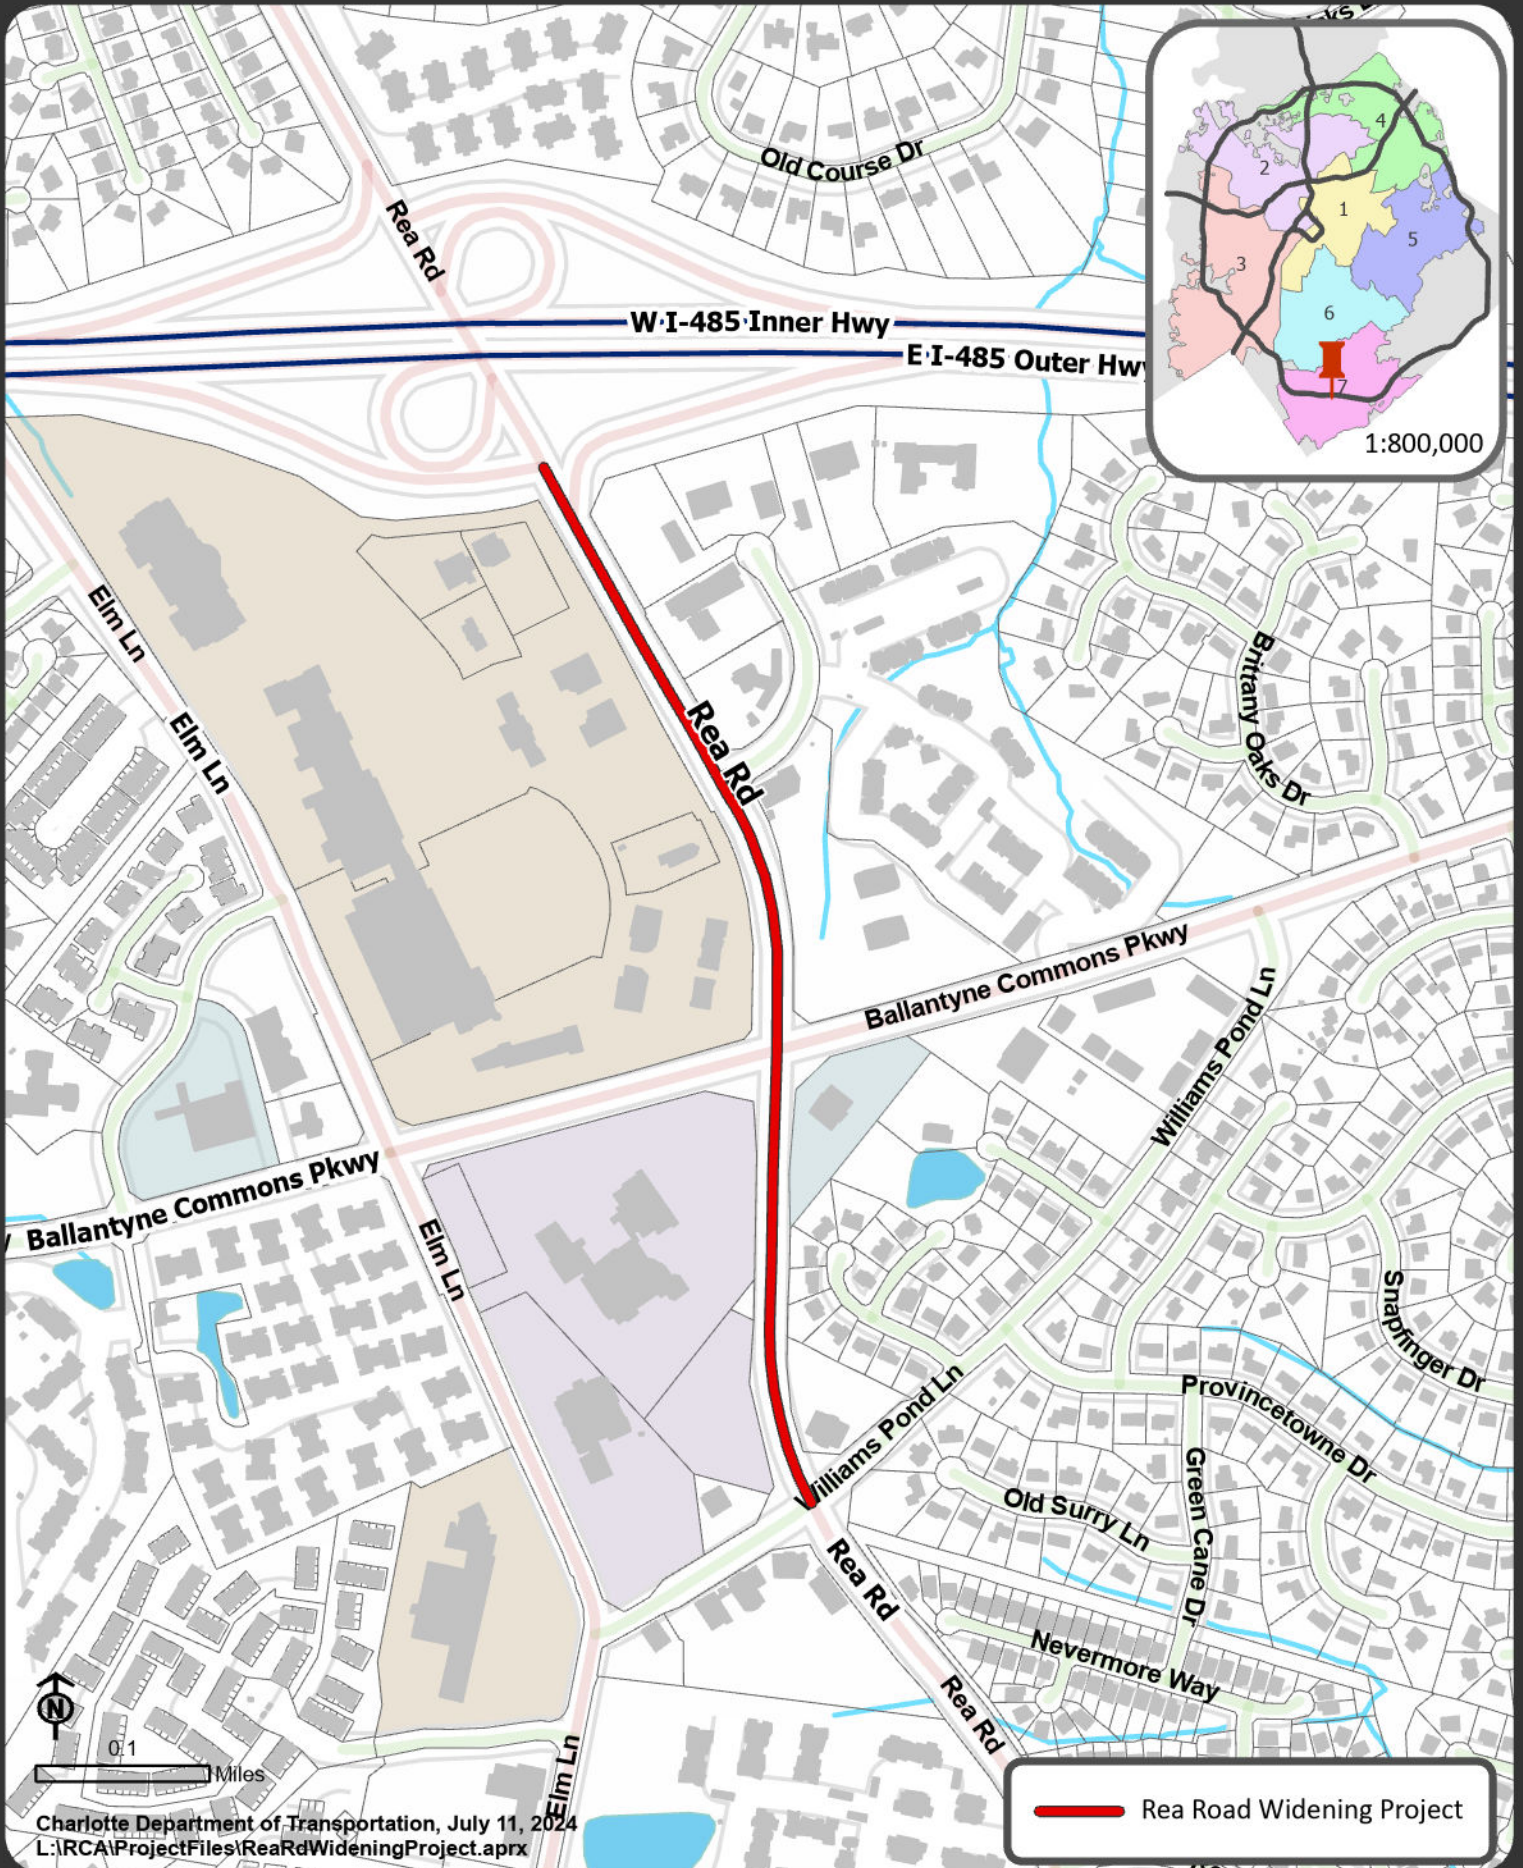 Old Course Dr
Rea Rd
W I-485 Inner Hwy
E I-485 Outer Hwy
4
2
1
5
3
6
7
1:800,000
Elm Ln
Elm Ln
Rea Rd
Brittany Oaks Dr
Ballantyne Commons Pkwy
Williams Pond Ln
Ballantyne Commons Pkwy
Elm Ln
Snapfinger Dr
Williams Pond Ln
Provincetowne Dr
Green Cane Dr
Old Surry Ln
Rea Rd
Nevermore Way
Rea Rd
Elm Ln
N
0.1
Miles
Rea Road Widening Project
Charlotte Department of Transportation, July 11, 2024
L:\RCA\ProjectFiles\ReaRdWideningProject.aprx